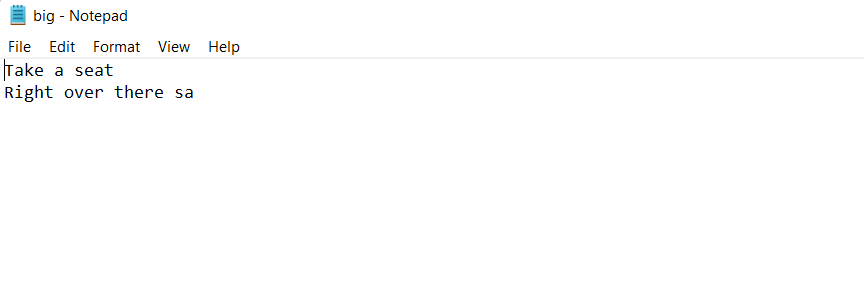 big - Notepad
File Edit Format View Help
Take a seat
Right over there sa